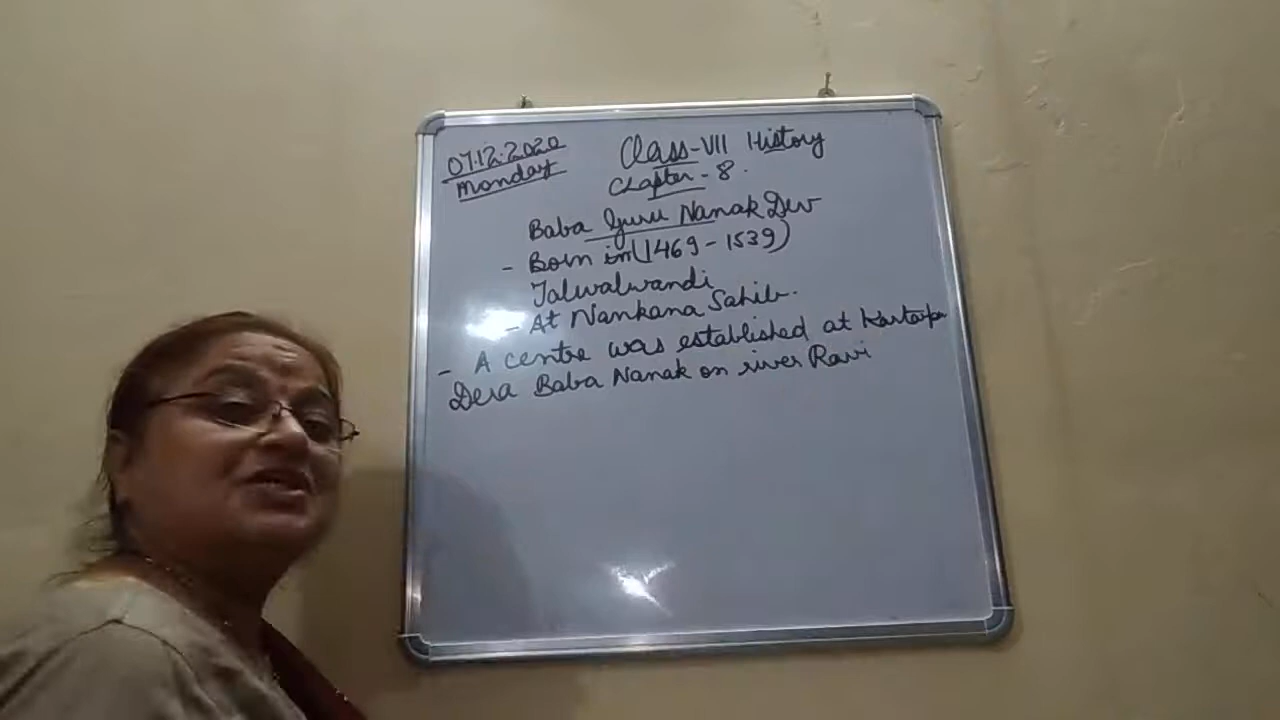 07.12.2020
Monday
Class-VII History
Chapter-8.
Baba Guru Nanak Dev
- Born in (1469-1539)
Talwalwandi
- At Nankana Sahib.
- A centre was established at Kartarpur
Dera Baba Nanak on river Ravi